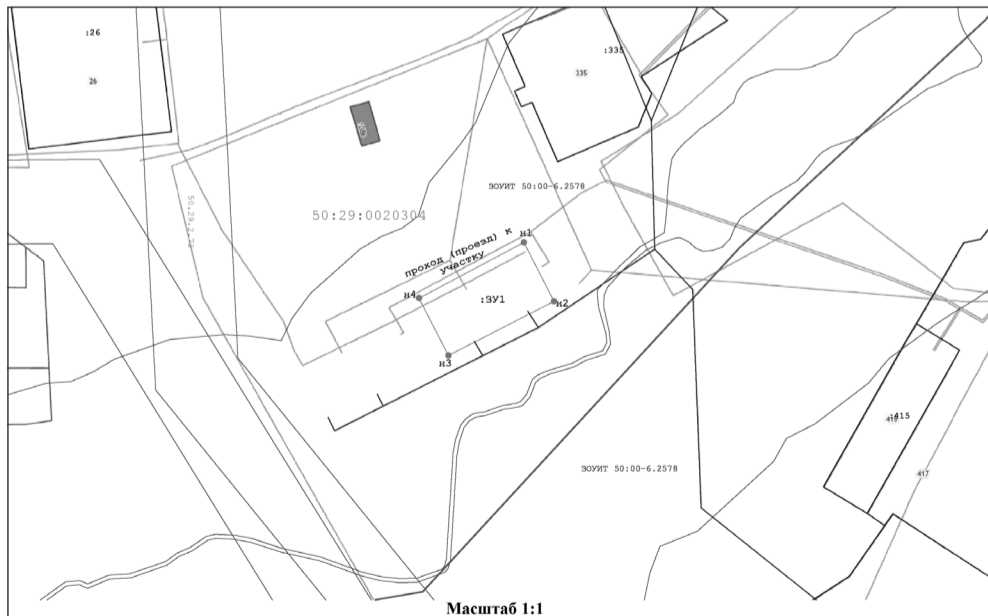 :26
26
:335
335
ЗОУИТ 50:00-6.2578
50:29:0020304
50.29.2.73
проход (проезд) к
участку
н1
н4
:ЗУ1
н2
н3
:415
417
ЗОУИТ 50:00-6.2578
Масштаб 1:1